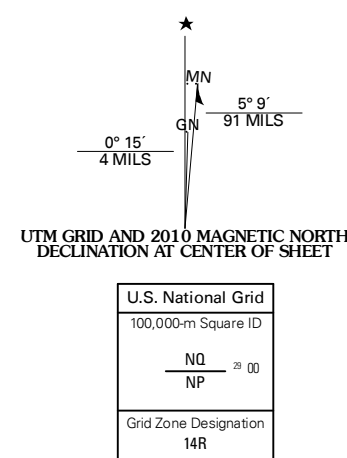 MN
5° 9´
91 MILS
GN
0° 15´
4 MILS
UTM GRID AND 2010 MAGNETIC NORTH
DECLINATION AT CENTER OF SHEET
U.S. National Grid
100,000-m Square ID
NQ
29 00
NP
Grid Zone Designation
14R